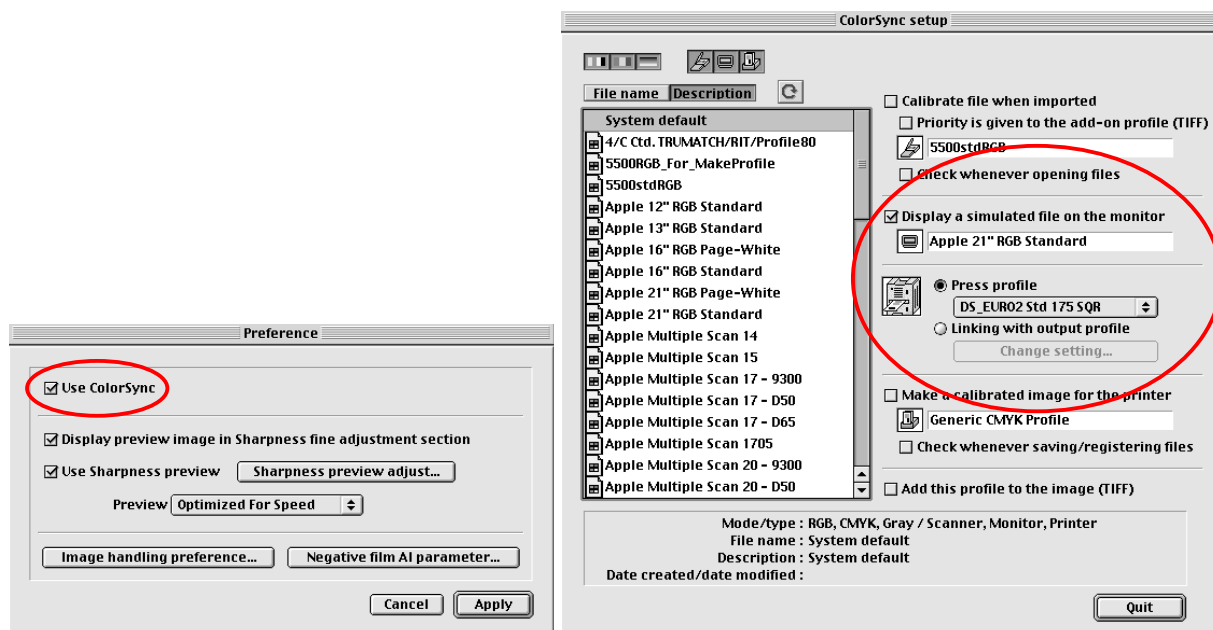 Preference
Use ColorSync
Display preview image in Sharpness fine adjustment section
Use Sharpness preview
Sharpness preview adjust...
Preview
Optimized For Speed
Image handling preference...
Negative film AI parameter...
Cancel
Apply
ColorSync setup
File name
Description
System default
4/C Ctd. TRUMATCH/RIT/Profile80
5500RGB_For_MakeProfile
5500stdRGB
Apple 12" RGB Standard
Apple 13" RGB Standard
Apple 16" RGB Page-White
Apple 16" RGB Standard
Apple 21" RGB Page-White
Apple 21" RGB Standard
Apple Multiple Scan 14
Apple Multiple Scan 15
Apple Multiple Scan 17 - 9300
Apple Multiple Scan 17 - D50
Apple Multiple Scan 17 - D65
Apple Multiple Scan 1705
Apple Multiple Scan 20 - 9300
Apple Multiple Scan 20 - D50
Calibrate file when imported
Priority is given to the add-on profile (TIFF)
5500stdRGB
Check whenever opening files
Display a simulated file on the monitor
Apple 21" RGB Standard
Press profile
DS_EURO2 Std 175 SQR
Linking with output profile
Change setting...
Make a calibrated image for the printer
Generic CMYK Profile
Check whenever saving/registering files
Add this profile to the image (TIFF)
Mode/type : RGB, CMYK, Gray / Scanner, Monitor, Printer
File name : System default
Description : System default
Date created/date modified :
Quit